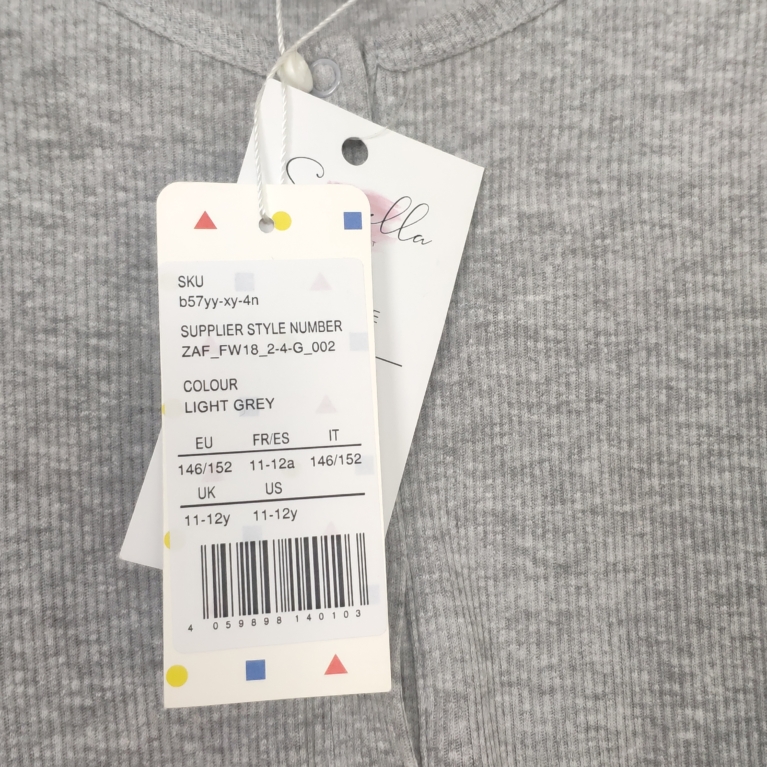 SKU
b57yy-xy-4n
SUPPLIER STYLE NUMBER
ZAF_FW18_2-4-G_002
COLOUR
LIGHT GREY
EU FR/ES IT
146/152 11-12a 146/152
UK US
11-12y 11-12y
4 059898 140103